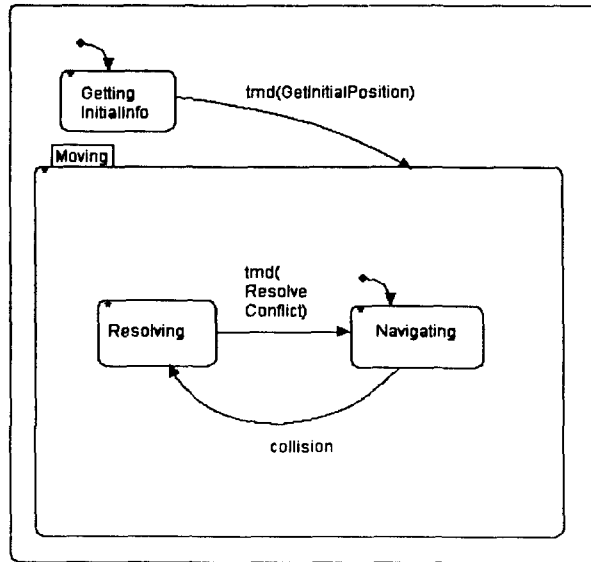 Getting
InitialInfo
tmd(GetInitialPosition)
Moving
tmd(
Resolve
Conflict)
Resolving
Navigating
collision